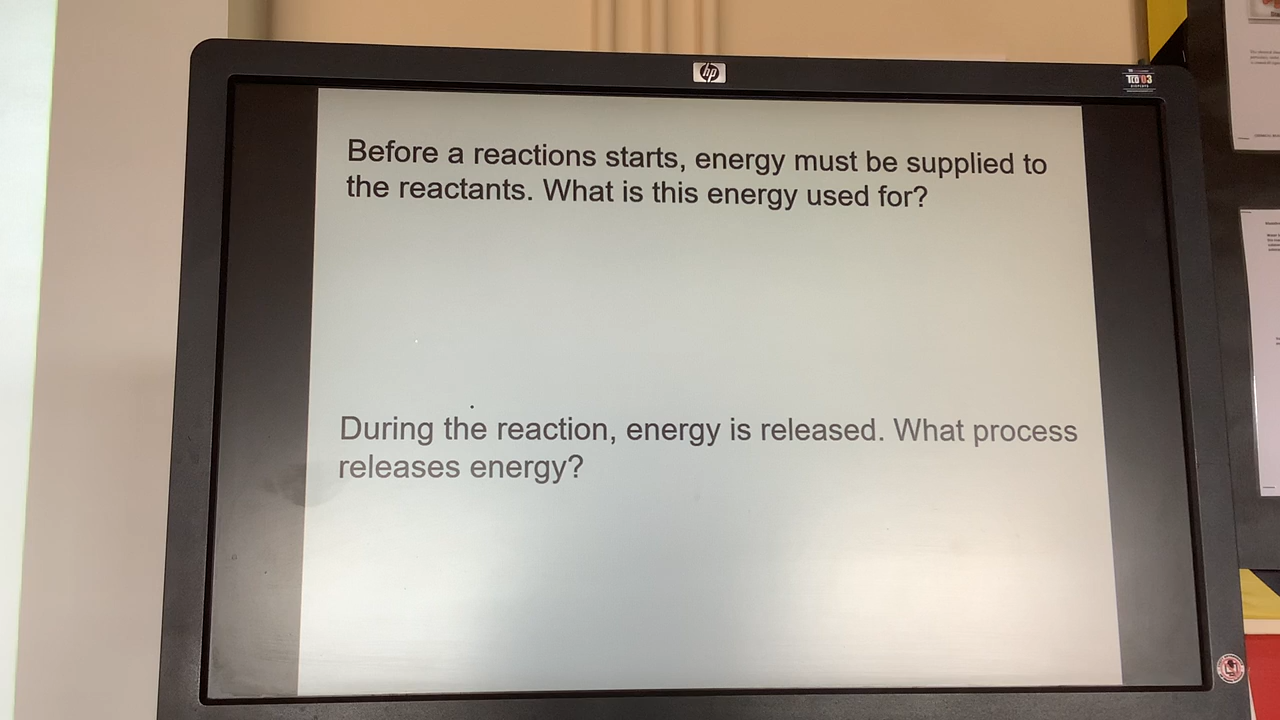 hp
Before a reactions starts, energy must be supplied to
the reactants. What is this energy used for?
During the reaction, energy is released. What process
releases energy?